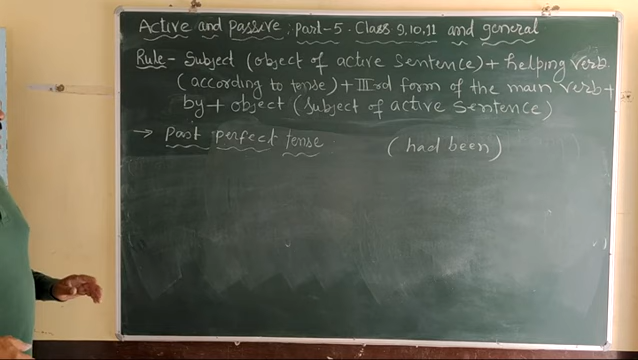 Active and Passive: Part-5. Class 9,10,11 and general
Rule - Subject (object of active sentence) + helping verb.
(according to tense) + IIIrd form of the main verb +
by + object (subject of active sentence)
→ Past perfect tense (had been)